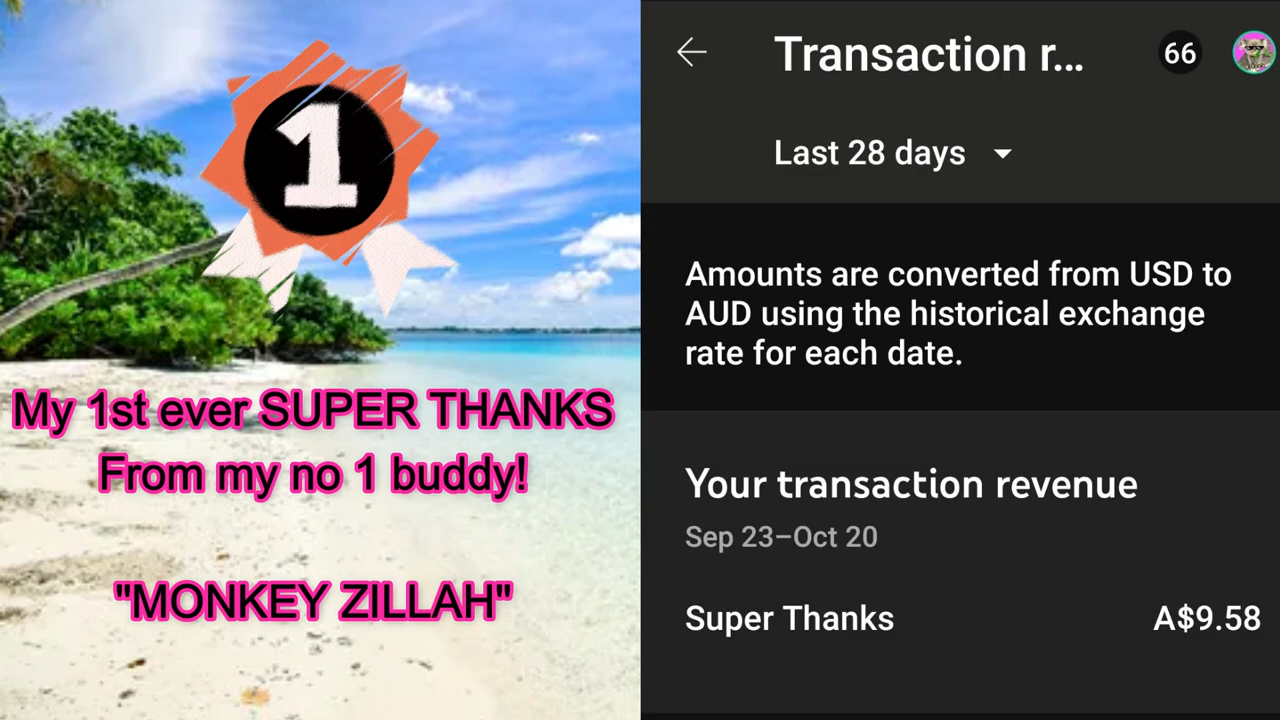 1
My 1st ever SUPER THANKS
From my no 1 buddy!
"MONKEY ZILLAH"
Transaction r...
66
Last 28 days
Amounts are converted from USD to
AUD using the historical exchange
rate for each date.
Your transaction revenue
Sep 23–Oct 20
Super Thanks A$9.58